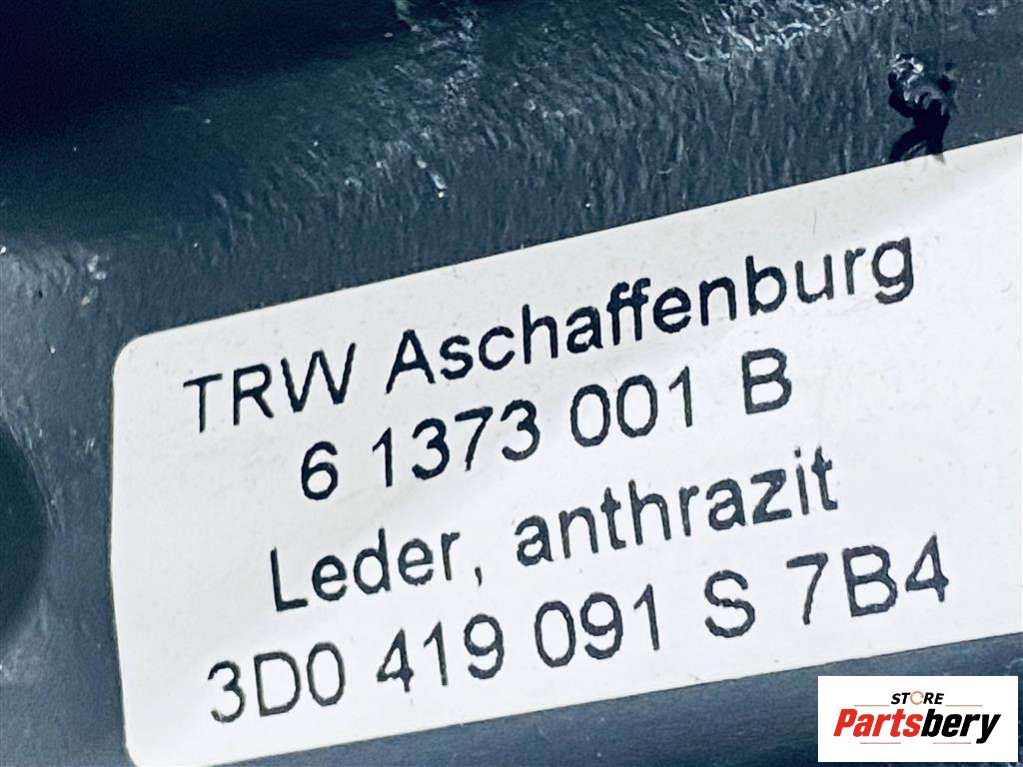 TRW Aschaffenburg
6 1373 001 B
Leder, anthrazit
3D0 419 091 S 7B4
STORE
Partsbery